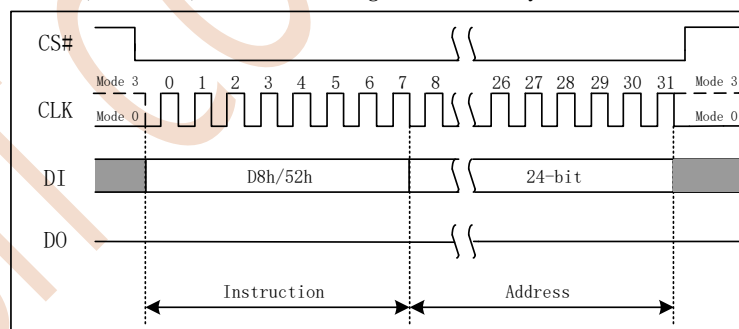 CS#
Mode 3 0 1 2 3 4 5 6 7 8 26 27 28 29 30 31 Mode 3
CLK
Mode 0 Mode 0
DI D8h/52h 24-bit
DO
Instruction Address